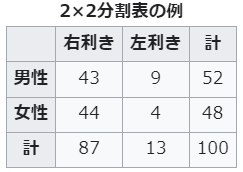 2×2分割表の例
右利き 左利き 計
男性 43 9 52
女性 44 4 48
計 87 13 100